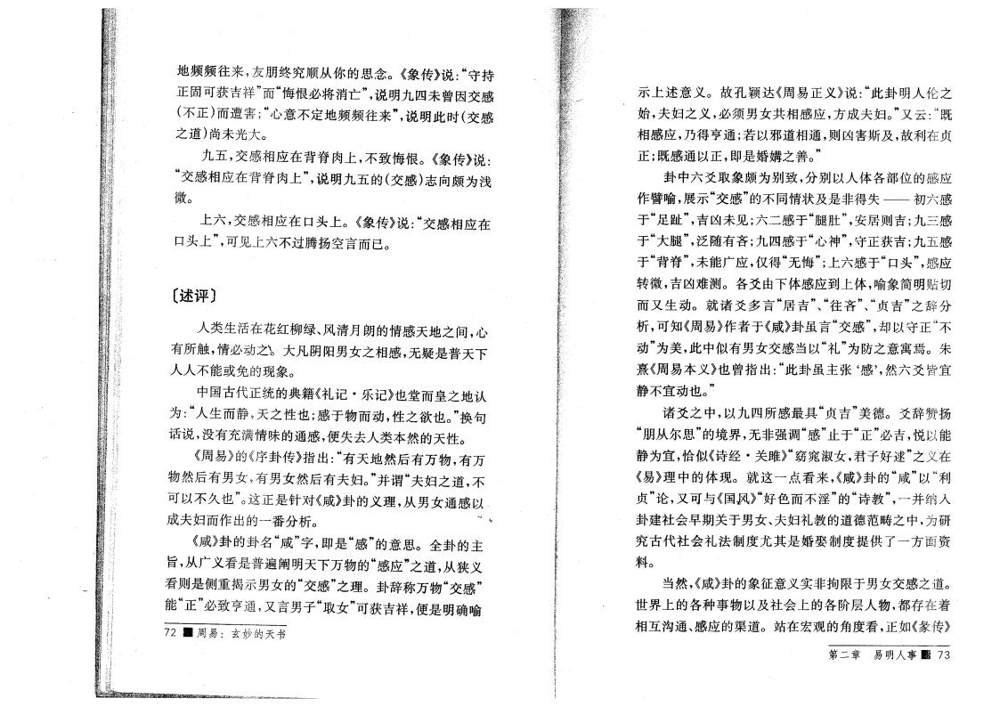 地频频往来,友朋终究顺从你的思念。《象传》说:“守持
正固可获吉祥”而“悔恨必将消亡”,说明九四未曾因交感
(不正)而遭害;“心意不定地频频往来”,说明此时(交感
之道)尚未光大。
九五,交感相应在背脊肉上,不致悔恨。《象传》说:
“交感相应在背脊肉上”,说明九五的(交感)志向颇为浅
微。
上六,交感相应在口头上。《象传》说:“交感相应在
口头上”,可见上六不过腾扬空言而已。
〔述评〕
人类生活在花红柳绿、风清月朗的情感天地之间,心
有所触,情必动之。大凡阴阳男女之相感,无疑是普天下
人人不能或免的现象。
中国古代正统的典籍《礼记·乐记》也堂而皇之地认
为:“人生而静,天之性也;感于物而动,性之欲也。”换句
话说,没有充满情味的通感,便失去人类本然的天性。
《周易》的《序卦传》指出:“有天地然后有万物,有万
物然后有男女,有男女然后有夫妇。”并谓“夫妇之道,不
可以不久也”。这正是针对《咸》卦的义理,从男女通感以
成夫妇而作出的一番分析。
《咸》卦的卦名“咸”字,即是“感”的意思。全卦的主
旨,从广义看是普遍阐明天下万物的“感应”之道,从狭义
看则是侧重揭示男女的“交感”之理。卦辞称万物“交感”
能“正”必致亨通,又言男子“取女”可获吉祥,便是明确喻
72 ■ 周易:玄妙的天书
示上述意义。故孔颖达《周易正义》说:“此卦明人伦之
始,夫妇之义,必须男女共相感应,方成夫妇。”又云:“既
相感应,乃得亨通;若以邪道相通,则凶害斯及,故利在贞
正;既感通以正,即是婚媾之善。”
卦中六爻取象颇为别致,分别以人体各部位的感应
作譬喻,展示“交感”的不同情状及是非得失——初六感
于“足趾”,吉凶未见;六二感于“腿肚”,安居则吉;九三感
于“大腿”,泛随有吝;九四感于“心神”,守正获吉;九五感
于“背脊”,未能广应,仅得“无悔”;上六感于“口头”,感应
转微,吉凶难测。各爻由下体感应到上体,喻象简明贴切
而又生动。就诸爻多言“居吉”、“往吝”、“贞吉”之辞分
析,可知《周易》作者于《咸》卦虽言“交感”,却以守正“不
动”为美,此中似有男女交感当以“礼”为防之意寓焉。朱
熹《周易本义》也曾指出:“此卦虽主张‘感’,然六爻皆宜
静不宜动也。”
诸爻之中,以九四所感最具“贞吉”美德。爻辞赞扬
“朋从尔思”的境界,无非强调“感”止于“正”必吉,悦以能
静为宜,恰似《诗经·关雎》“窈窕淑女,君子好逑”之义在
《易》理中的体现。就这一点看来,《咸》卦的“咸”以“利
贞”论,又可与《国风》“好色而不淫”的“诗教”,一并纳入
卦建社会早期关于男女、夫妇礼教的道德范畴之中,为研
究古代社会礼法制度尤其是婚娶制度提供了一方面资
料。
当然,《咸》卦的象征意义实非拘限于男女交感之道。
世界上的各种事物以及社会上的各阶层人物,都存在着
相互沟通、感应的渠道。站在宏观的角度看,正如《彖传》
第二章 易明人事 ■ 73